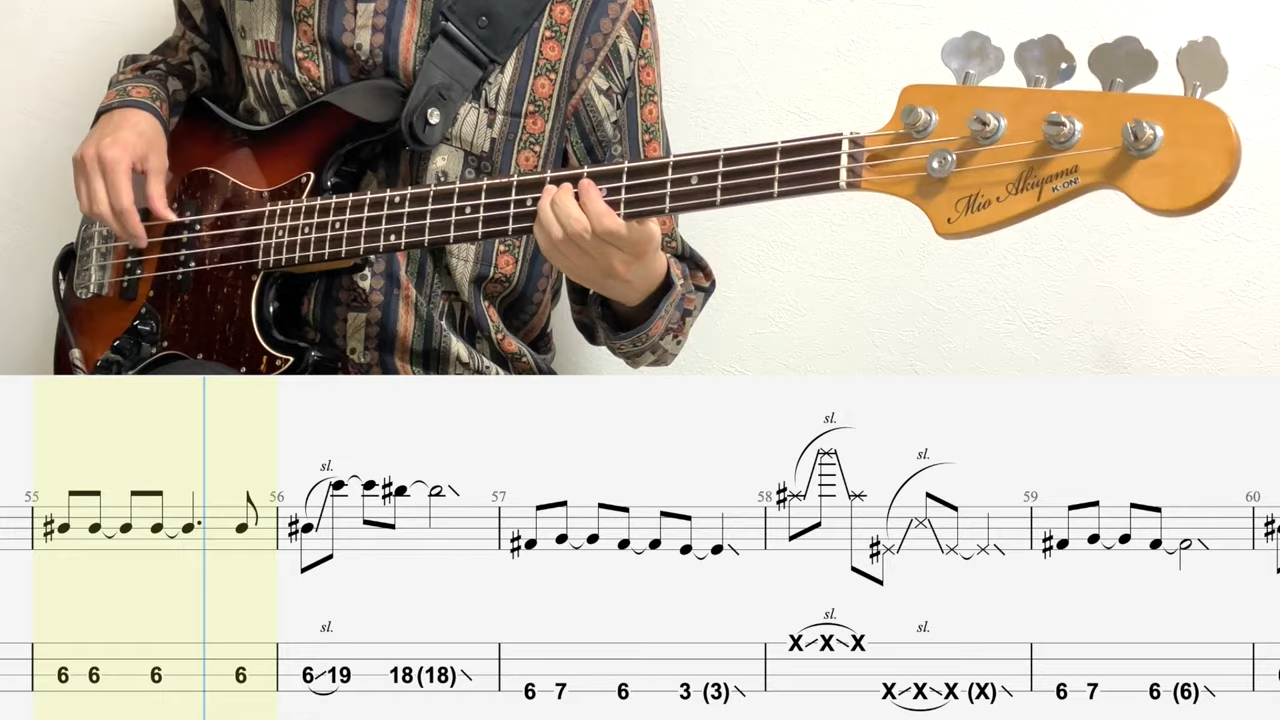 Mio Akiyama
K-ON!
sl.
sl.
sl.
55 56 57 58 59 60
sl. sl. sl.
6 6 6 6 6 19 18 (18) X X X
6 7 6 3 (3) X X X (X) 6 7 6 (6)